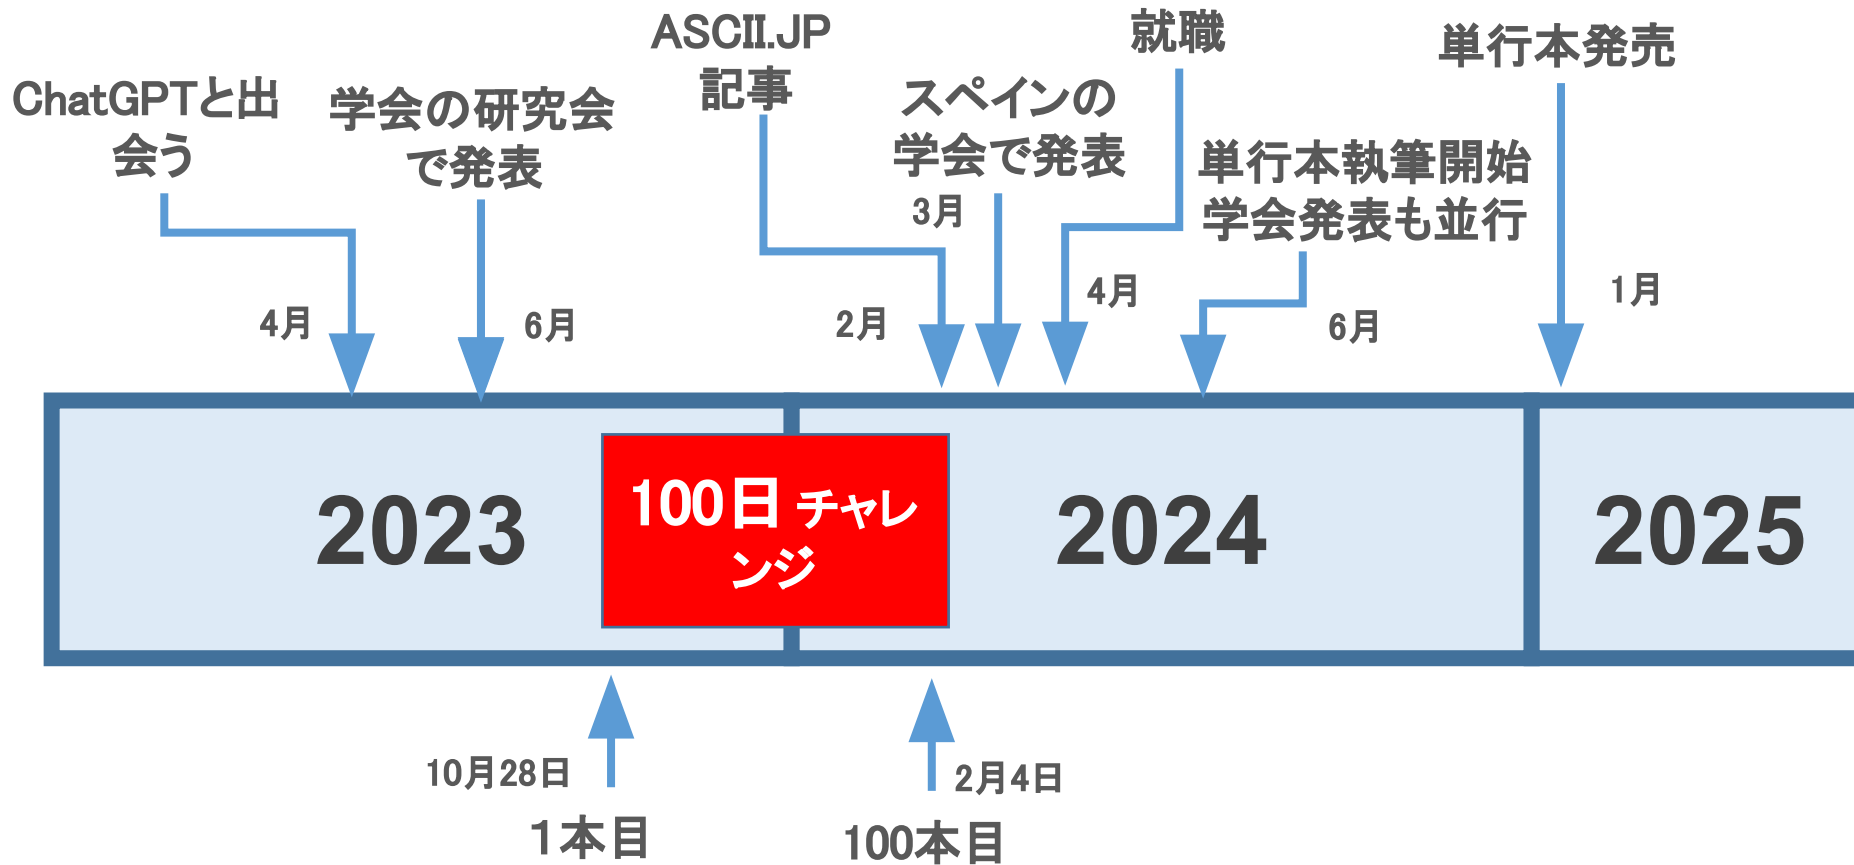 ChatGPTと出
会う
4月
学会の研究会
で発表
6月
ASCII.JP
記事
2月
スペインの
学会で発表
3月
就職
4月
単行本執筆開始
学会発表も並行
6月
単行本発売
1月
2023
100日 チャレ
ンジ
2024
2025
10月28日
1本目
2月4日
100本目